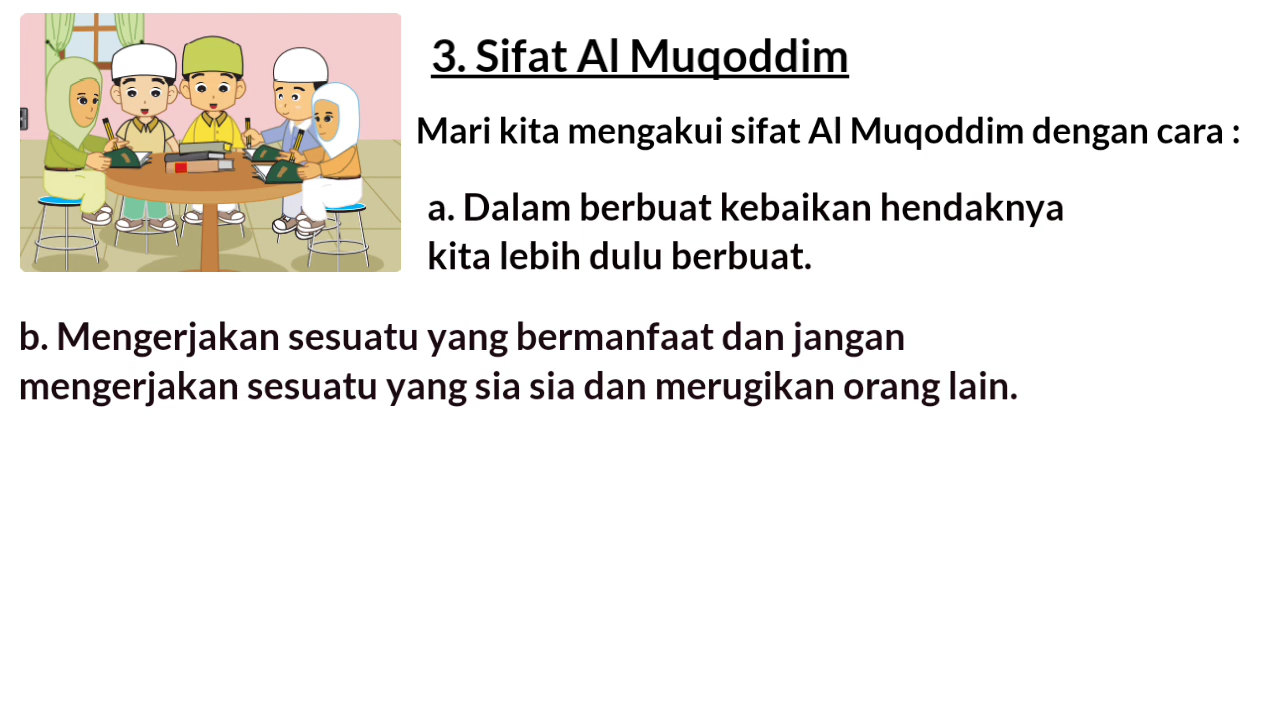 3. Sifat Al Muqoddim
Mari kita mengakui sifat Al Muqoddim dengan cara :
a. Dalam berbuat kebaikan hendaknya
kita lebih dulu berbuat.
b. Mengerjakan sesuatu yang bermanfaat dan jangan
mengerjakan sesuatu yang sia sia dan merugikan orang lain.